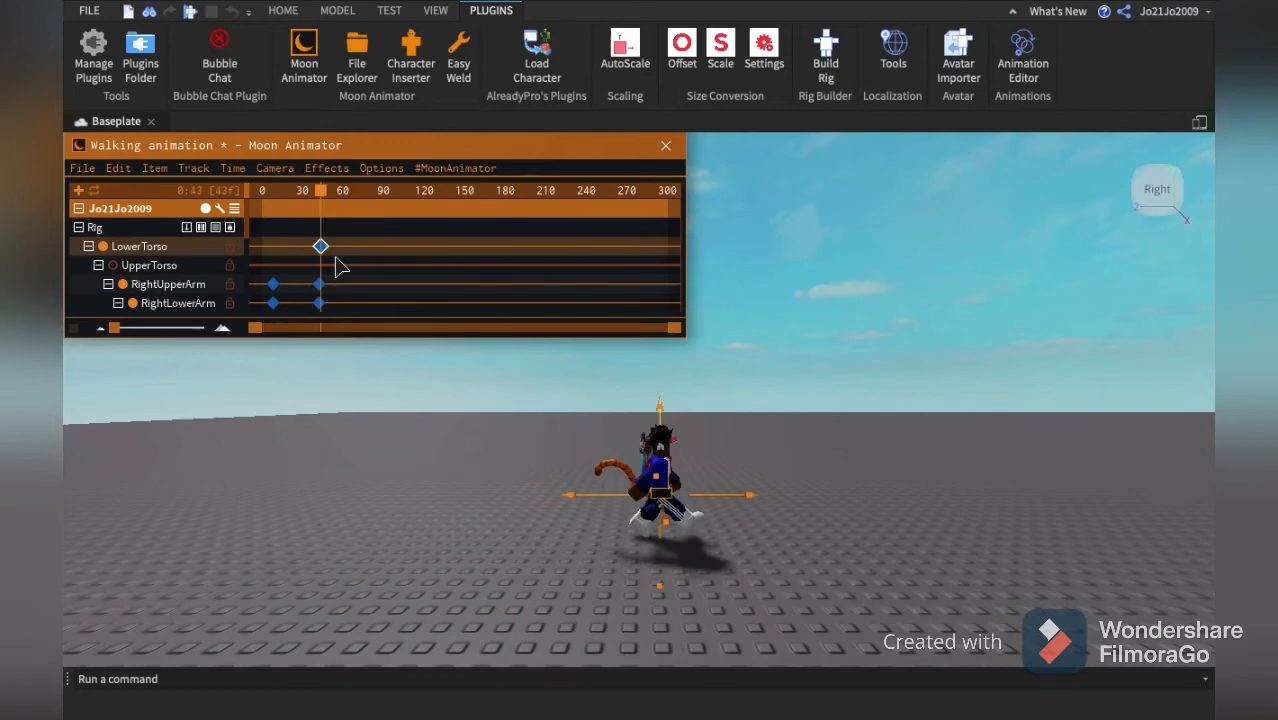 FILE HOME MODEL TEST VIEW PLUGINS What's New Jo21Jo2009
Manage Plugins
Plugins Folder
Bubble Chat
Moon Animator
File Explorer
Character Inserter
Easy Weld
Load Character
AutoScale
Offset
Scale
Settings
Build Rig
Tools
Avatar Importer
Animation Editor
Tools Bubble Chat Plugin Moon Animator AlreadyPro's Plugins Scaling Size Conversion Rig Builder Localization Avatar Animations
Baseplate
Right
Z
X
Walking animation * - Moon Animator
File Edit Item Track Time Camera Effects Options #MoonAnimator
0:43 [43f] 0 30 60 90 120 150 180 210 240 270 300
Jo21Jo2009
Rig
LowerTorso
UpperTorso
RightUpperArm
RightLowerArm
Created with Wondershare FilmoraGo
Run a command